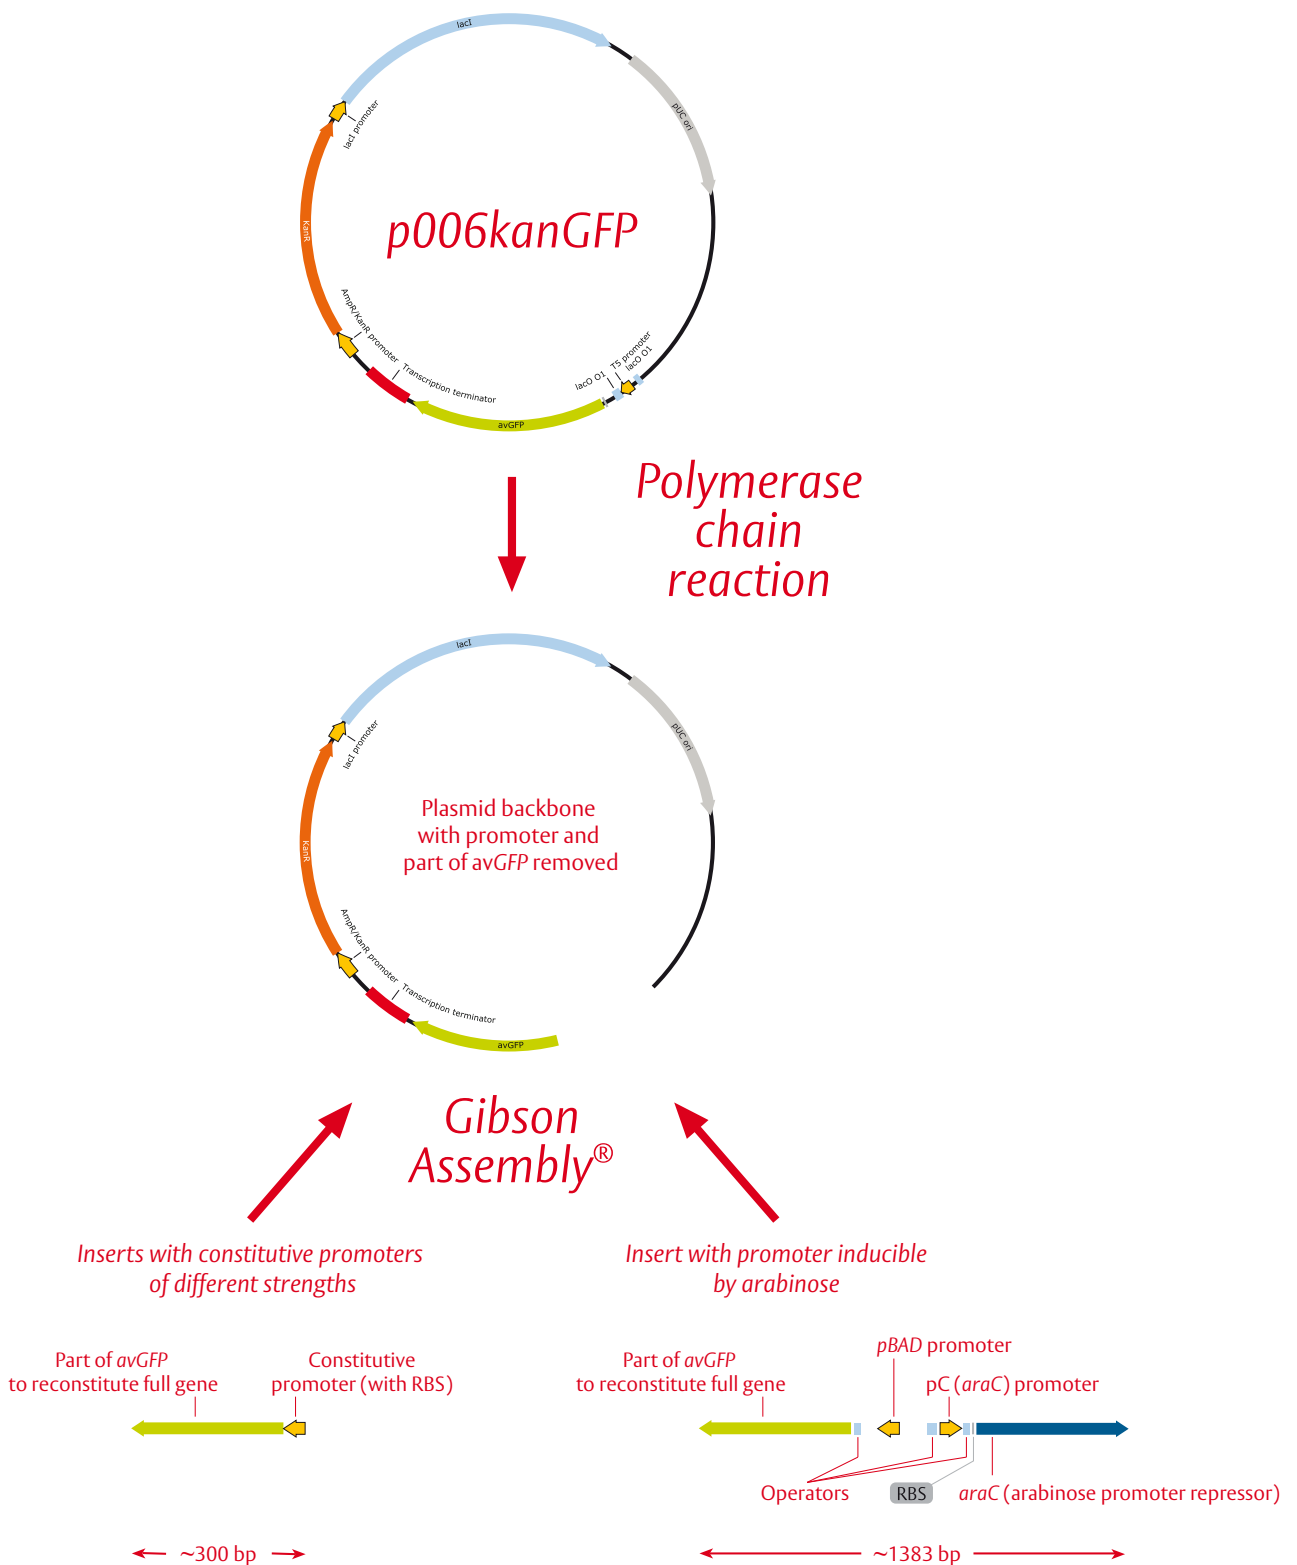 lacI
pUC ori
lacI promoter
p006kanGFP
KanR
AmpR/KanR promoter
Transcription terminator
lacO O1
T5 promoter
lacO O1
avGFP
Polymerase
chain
reaction
lacI
pUC ori
lacI promoter
Plasmid backbone
with promoter and
part of avGFP removed
KanR
AmpR/KanR promoter
Transcription terminator
avGFP
Gibson
Assembly®
Inserts with constitutive promoters
of different strengths
Insert with promoter inducible
by arabinose
Part of avGFP
to reconstitute full gene
Constitutive
promoter (with RBS)
Part of avGFP
to reconstitute full gene
pBAD promoter
pC (araC) promoter
Operators
RBS
araC (arabinose promoter repressor)
~300 bp
~1383 bp